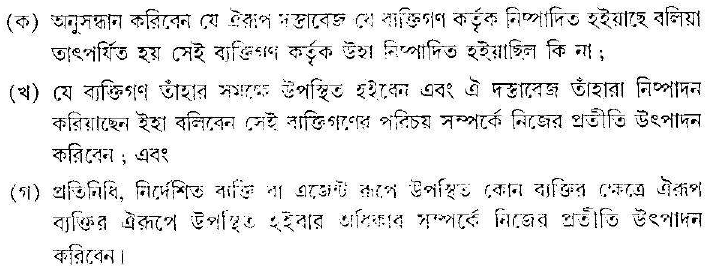 (ক) অনুসন্ধান করিবেন যে ঐরূপ দস্তাবেজ যে ব্যক্তিগণ কর্তৃক নিষ্পাদিত হইয়াছে বলিয়া
তাৎপর্যিত হয় সেই ব্যক্তিগণ কর্তৃক উহা নিষ্পাদিত হইয়াছিল কি না ;
(খ) যে ব্যক্তিগণ তাঁহার সমক্ষে উপস্থিত হইবেন এবং ঐ দস্তাবেজ তাঁহারা নিষ্পাদন
করিয়াছেন ইহা বলিবেন সেই ব্যক্তিগণের পরিচয় সম্পর্কে নিজের প্রতীতি উৎপাদন
করিবেন ; এবং
(গ) প্রতিনিধি, নির্দেশিত ব্যক্তি বা এজেন্ট রূপে উপস্থিত কোন ব্যক্তির ক্ষেত্রে ঐরূপ
ব্যক্তির ঐরূপে উপস্থিত হইবার অধিকার সম্পর্কে নিজের প্রতীতি উৎপাদন
করিবেন।